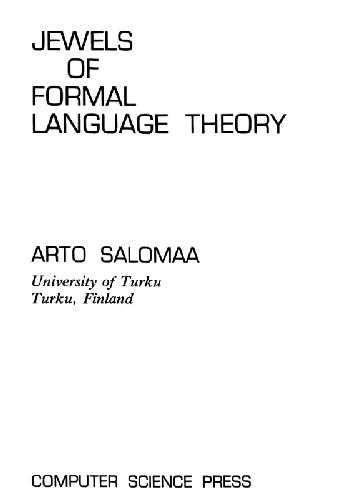 JEWELS
OF
FORMAL
LANGUAGE THEORY
ARTO SALOMAA
University of Turku
Turku, Finland
COMPUTER SCIENCE PRESS